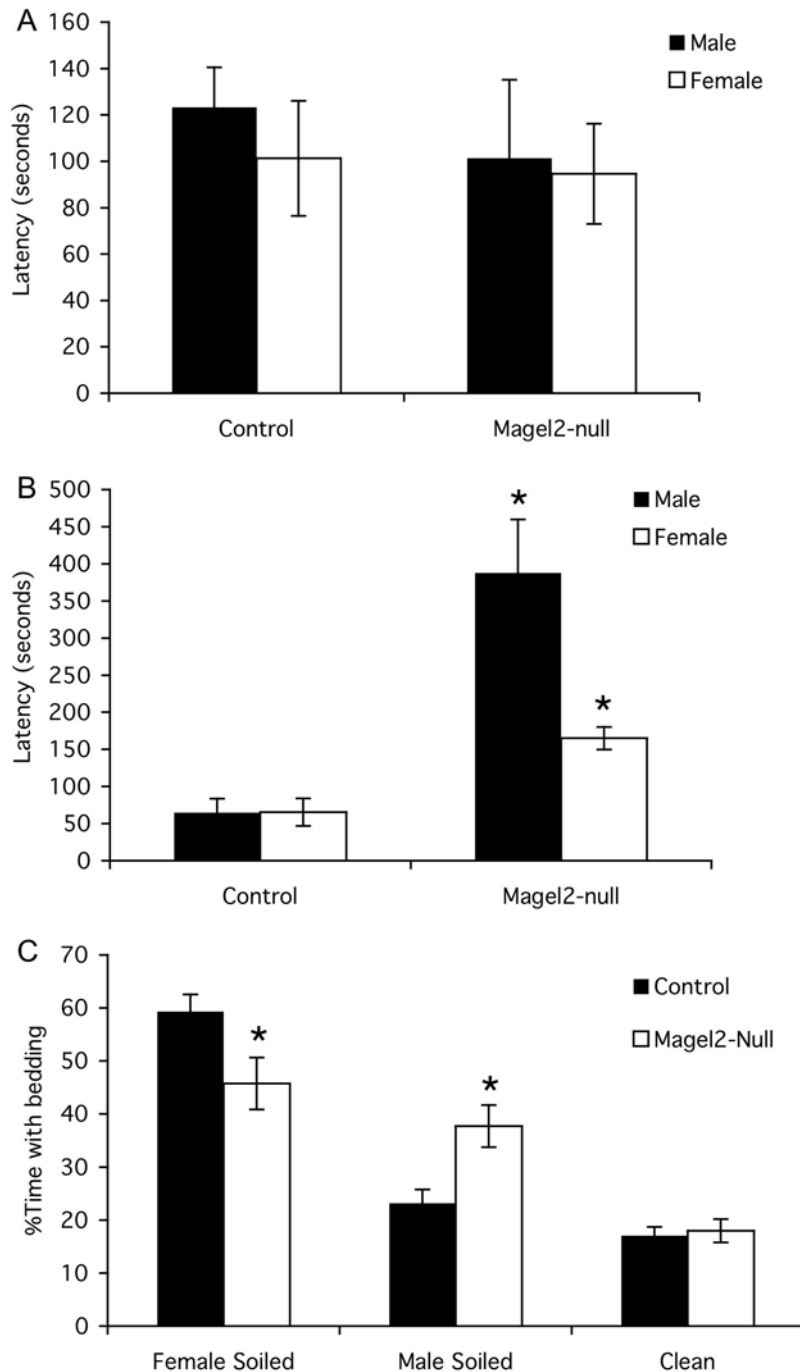 A
160
140
120
100
80
60
40
20
0
Latency (seconds)
Male
Female
Control Magel2-null
B
500
450
400
350
300
250
200
150
100
50
0
Latency (seconds)
Male
Female
*
*
Control Magel2-null
C
70
60
50
40
30
20
10
0
%Time with bedding
Control
Magel2-Null
*
*
Female Soiled Male Soiled Clean